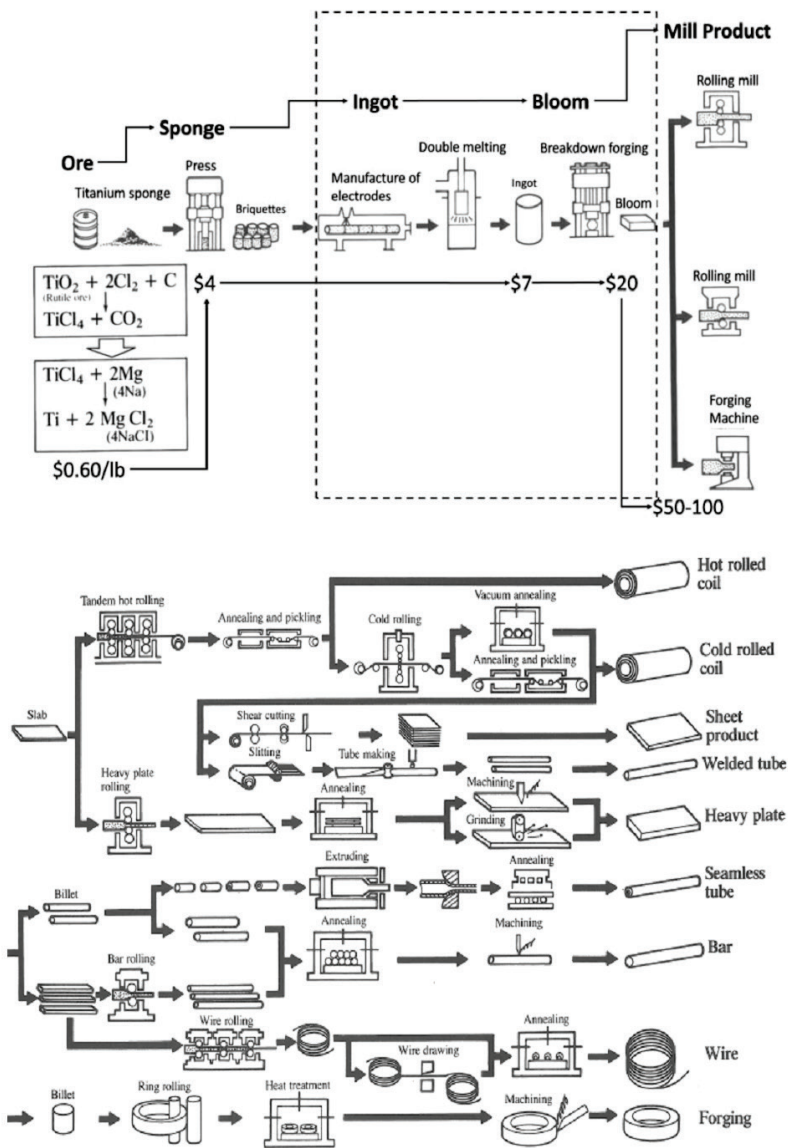 Mill Product
Ingot
Bloom
Sponge
Ore
Rolling mill
Press
Double melting
Breakdown forging
Titanium sponge
Briquettes
Manufacture of
electrodes
Ingot
Bloom
TiO₂ + 2Cl₂ + C
(Rutile ore)
TiCl₄ + CO₂
$4
$7
$20
Rolling mill
TiCl₄ + 2Mg
(4Na)
Ti + 2 Mg Cl₂
(4NaCl)
Forging
Machine
$0.60/lb
$50-100
Hot rolled
coil
Tandem hot rolling
Annealing and pickling
Cold rolling
Vacuum annealing
Annealing and pickling
Cold rolled
coil
Slab
Shear cutting
Sheet
product
Slitting
Tube making
Welded tube
Heavy plate
rolling
Annealing
Machining
Grinding
Heavy plate
Extruding
Annealing
Seamless
tube
Billet
Annealing
Machining
Bar
Bar rolling
Wire rolling
Wire drawing
Annealing
Wire
Billet
Ring rolling
Heat treatment
Machining
Forging